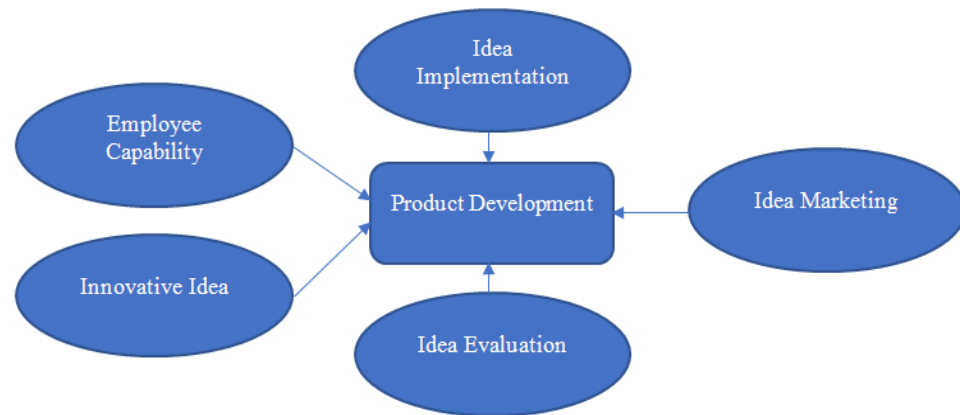 Idea
Implementation
Employee
Capability
Product Development
Idea Marketing
Innovative Idea
Idea Evaluation